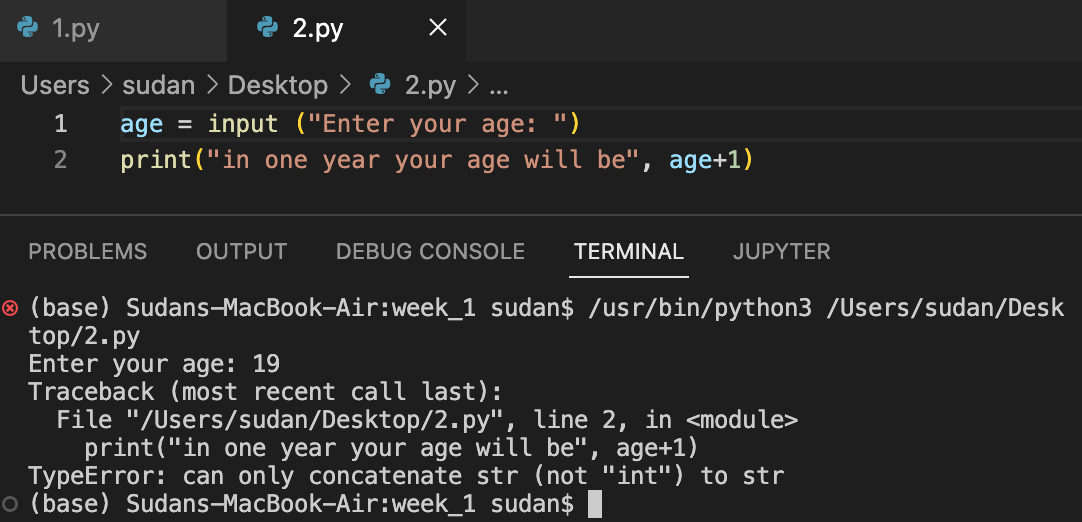 1.py 2.py
Users > sudan > Desktop > 2.py > ...
1 age = input ("Enter your age: ")
2 print("in one year your age will be", age+1)
PROBLEMS OUTPUT DEBUG CONSOLE TERMINAL JUPYTER
(base) Sudans-MacBook-Air:week_1 sudan$ /usr/bin/python3 /Users/sudan/Desk
top/2.py
Enter your age: 19
Traceback (most recent call last):
  File "/Users/sudan/Desktop/2.py", line 2, in <module>
    print("in one year your age will be", age+1)
TypeError: can only concatenate str (not "int") to str
(base) Sudans-MacBook-Air:week_1 sudan$